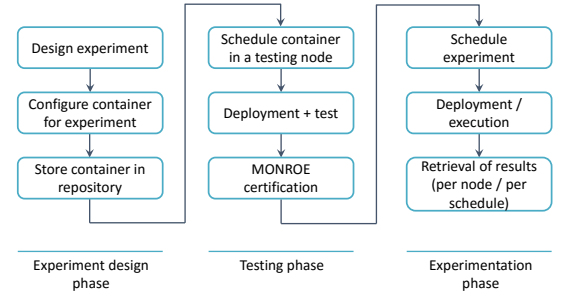 Design experiment
Configure container
for experiment
Store container in
repository
Experiment design
phase
Schedule container
in a testing node
Deployment + test
MONROE
certification
Testing phase
Schedule
experiment
Deployment /
execution
Retrieval of results
(per node / per
schedule)
Experimentation
phase